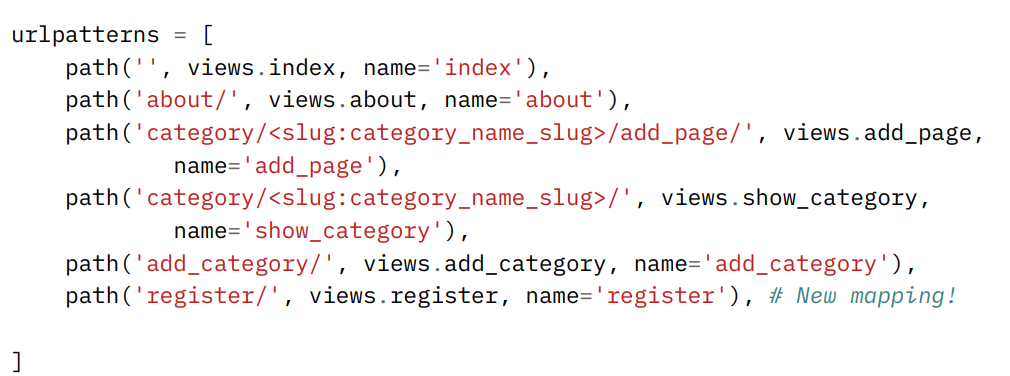 urlpatterns = [
    path('', views.index, name='index'),
    path('about/', views.about, name='about'),
    path('category/<slug:category_name_slug>/add_page/', views.add_page,
            name='add_page'),
    path('category/<slug:category_name_slug>/', views.show_category,
            name='show_category'),
    path('add_category/', views.add_category, name='add_category'),
    path('register/', views.register, name='register'), # New mapping!
]